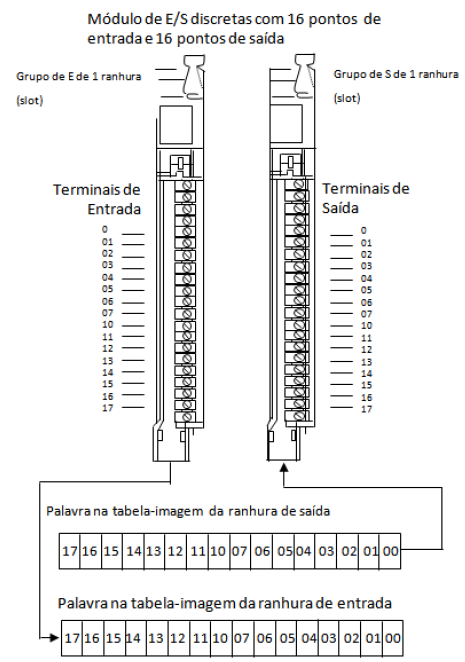 Módulo de E/S discretas com 16 pontos de
entrada e 16 pontos de saída
Grupo de E de 1 ranhura
(slot)
Grupo de S de 1 ranhura
(slot)
Terminais de
Entrada
0
01
02
03
04
05
06
07
10
11
12
13
14
15
16
17
Terminais de
Saída
0
01
02
03
04
05
06
07
10
11
12
13
14
15
16
17
Palavra na tabela-imagem da ranhura de saída
17 16 15 14 13 12 11 10 07 06 05 04 03 02 01 00
Palavra na tabela-imagem da ranhura de entrada
17 16 15 14 13 12 11 10 07 06 05 04 03 02 01 00